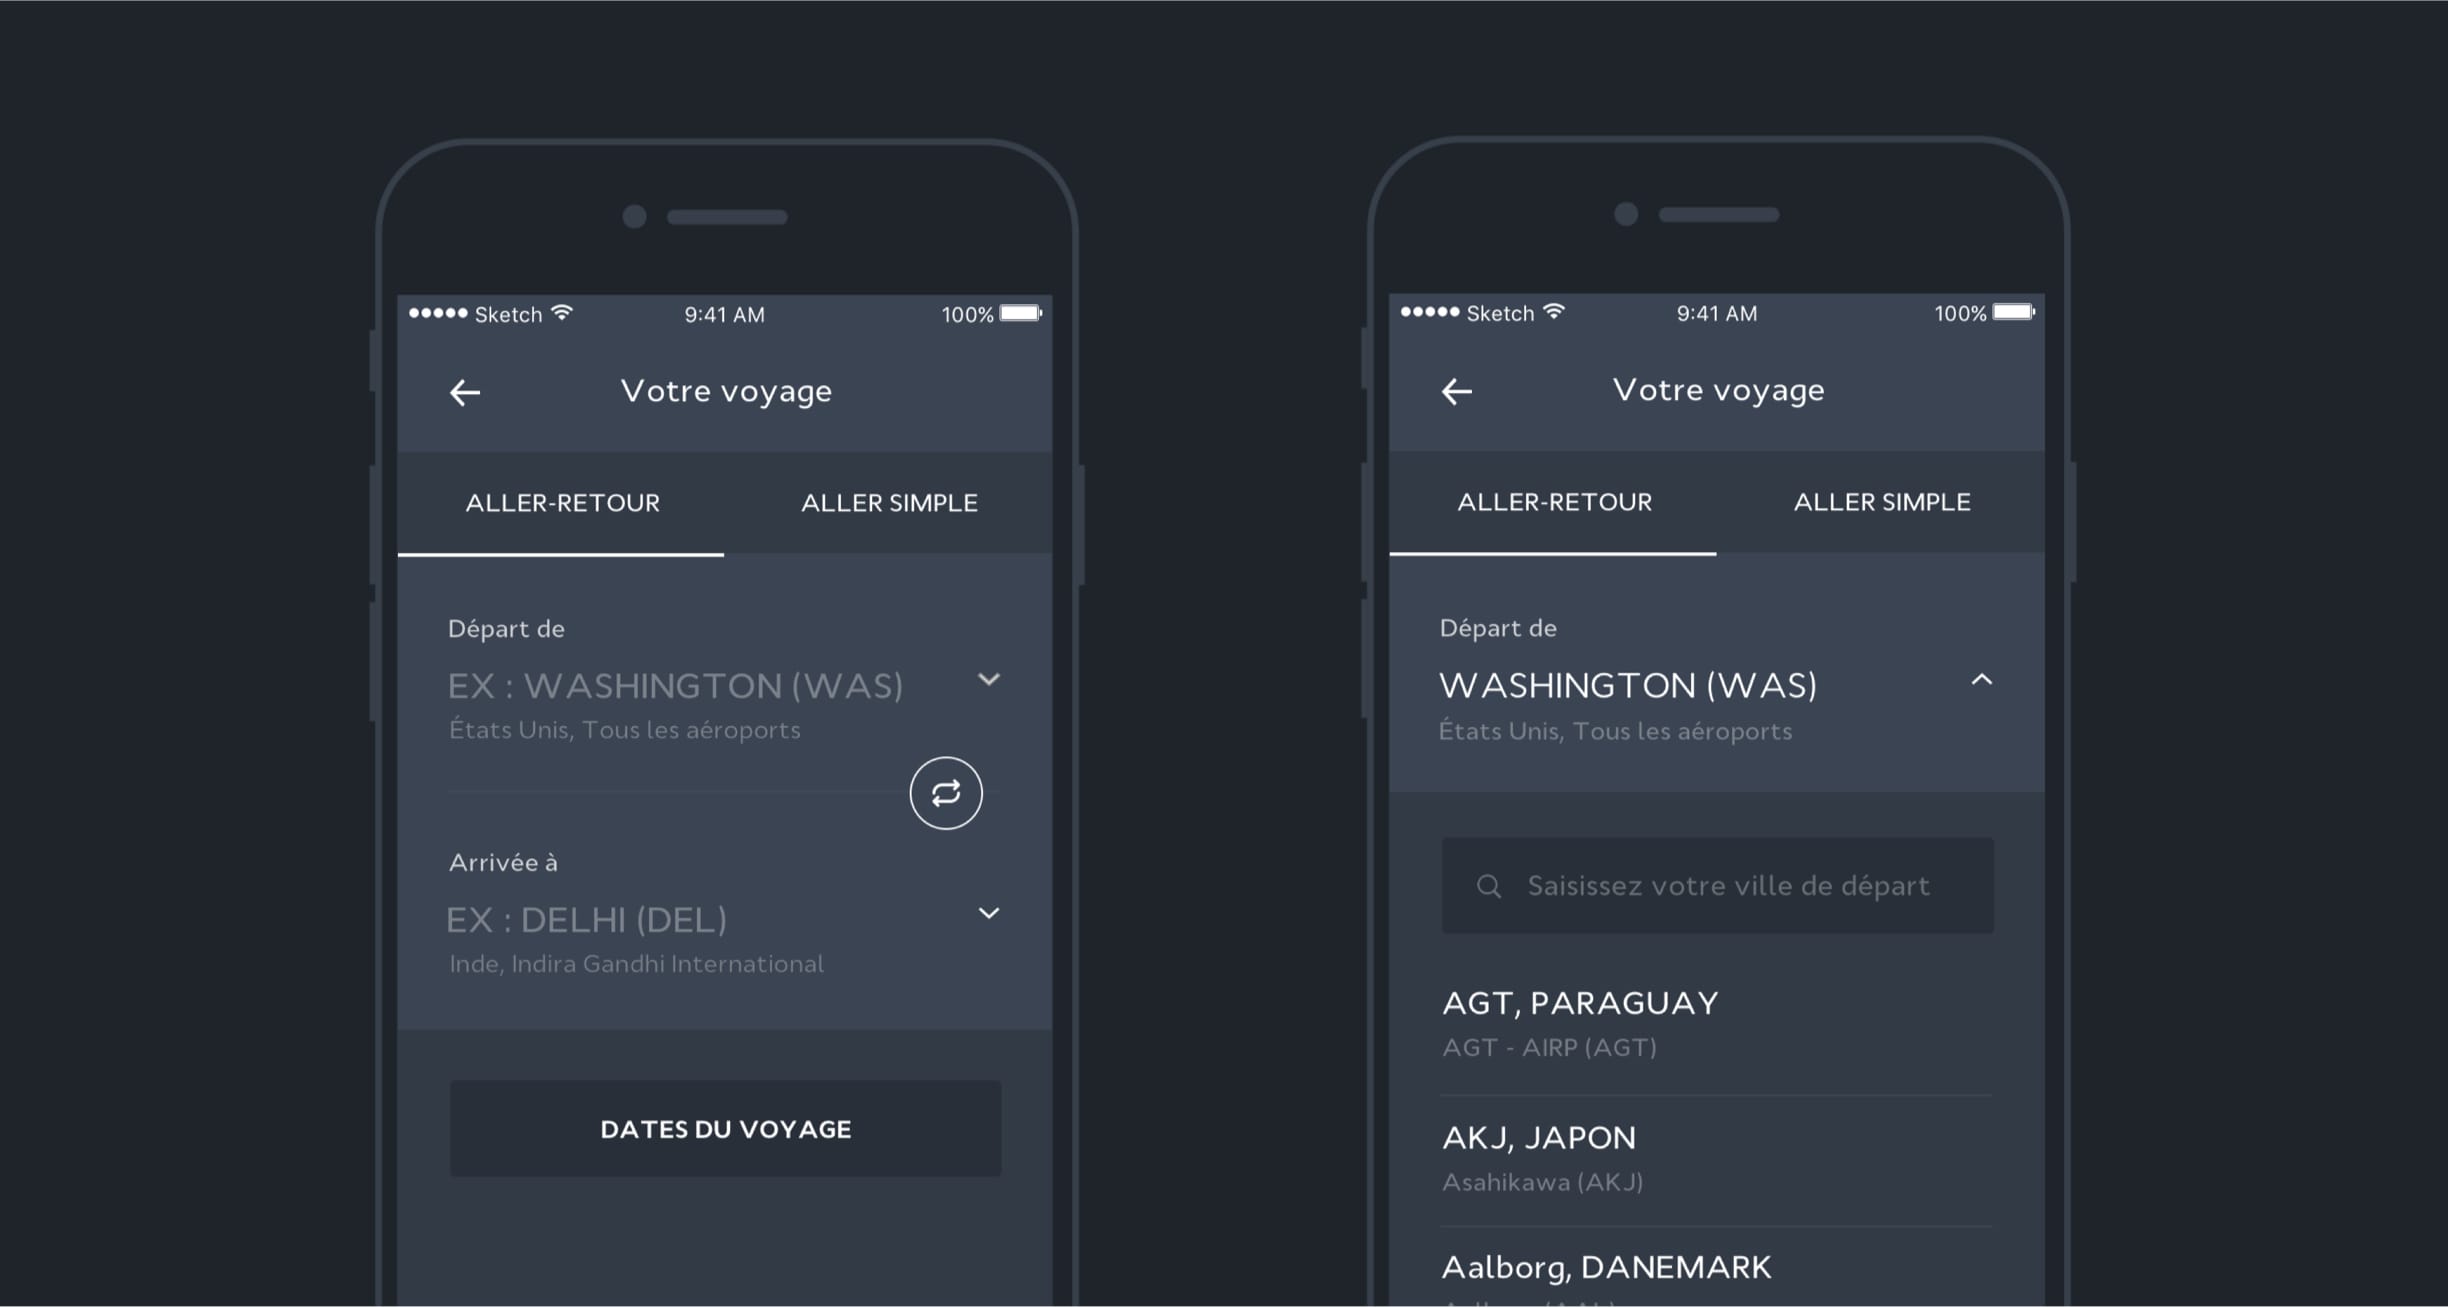 Sketch 9:41 AM 100%
Votre voyage
ALLER-RETOUR ALLER SIMPLE
Départ de
EX : WASHINGTON (WAS)
États Unis, Tous les aéroports
Arrivée à
EX : DELHI (DEL)
Inde, Indira Gandhi International
DATES DU VOYAGE
Sketch 9:41 AM 100%
Votre voyage
ALLER-RETOUR ALLER SIMPLE
Départ de
WASHINGTON (WAS)
États Unis, Tous les aéroports
Saisissez votre ville de départ
AGT, PARAGUAY
AGT - AIRP (AGT)
AKJ, JAPON
Asahikawa (AKJ)
Aalborg, DANEMARK